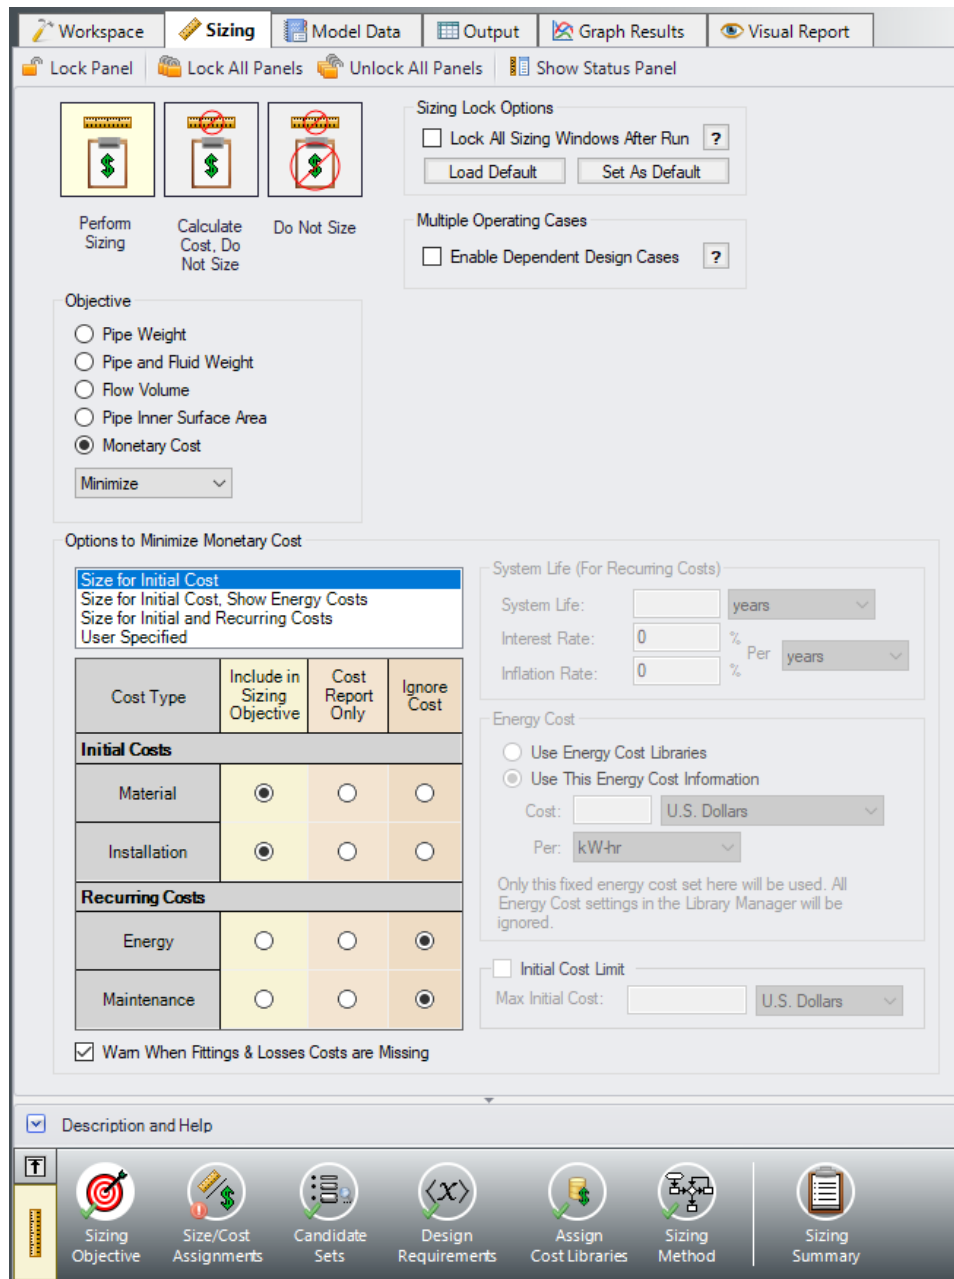 Workspace
Sizing
Model Data
Output
Graph Results
Visual Report
Lock Panel
Lock All Panels
Unlock All Panels
Show Status Panel
Perform
Sizing
Calculate
Cost, Do
Not Size
Do Not Size
Sizing Lock Options
Lock All Sizing Windows After Run
?
Load Default
Set As Default
Multiple Operating Cases
Enable Dependent Design Cases
?
Objective
Pipe Weight
Pipe and Fluid Weight
Flow Volume
Pipe Inner Surface Area
Monetary Cost
Minimize
Options to Minimize Monetary Cost
Size for Initial Cost
Size for Initial Cost, Show Energy Costs
Size for Initial and Recurring Costs
User Specified
Cost Type
Include in
Sizing
Objective
Cost
Report
Only
Ignore
Cost
Initial Costs
Material
Installation
Recurring Costs
Energy
Maintenance
Warn When Fittings & Losses Costs are Missing
System Life (For Recurring Costs)
System Life:
years
Interest Rate:
0
%
Per
years
Inflation Rate:
0
%
Energy Cost
Use Energy Cost Libraries
Use This Energy Cost Information
Cost:
U.S. Dollars
Per:
kW-hr
Only this fixed energy cost set here will be used. All
Energy Cost settings in the Library Manager will be
ignored.
Initial Cost Limit
Max Initial Cost:
U.S. Dollars
Description and Help
Sizing
Objective
Size/Cost
Assignments
Candidate
Sets
Design
Requirements
Assign
Cost Libraries
Sizing
Method
Sizing
Summary